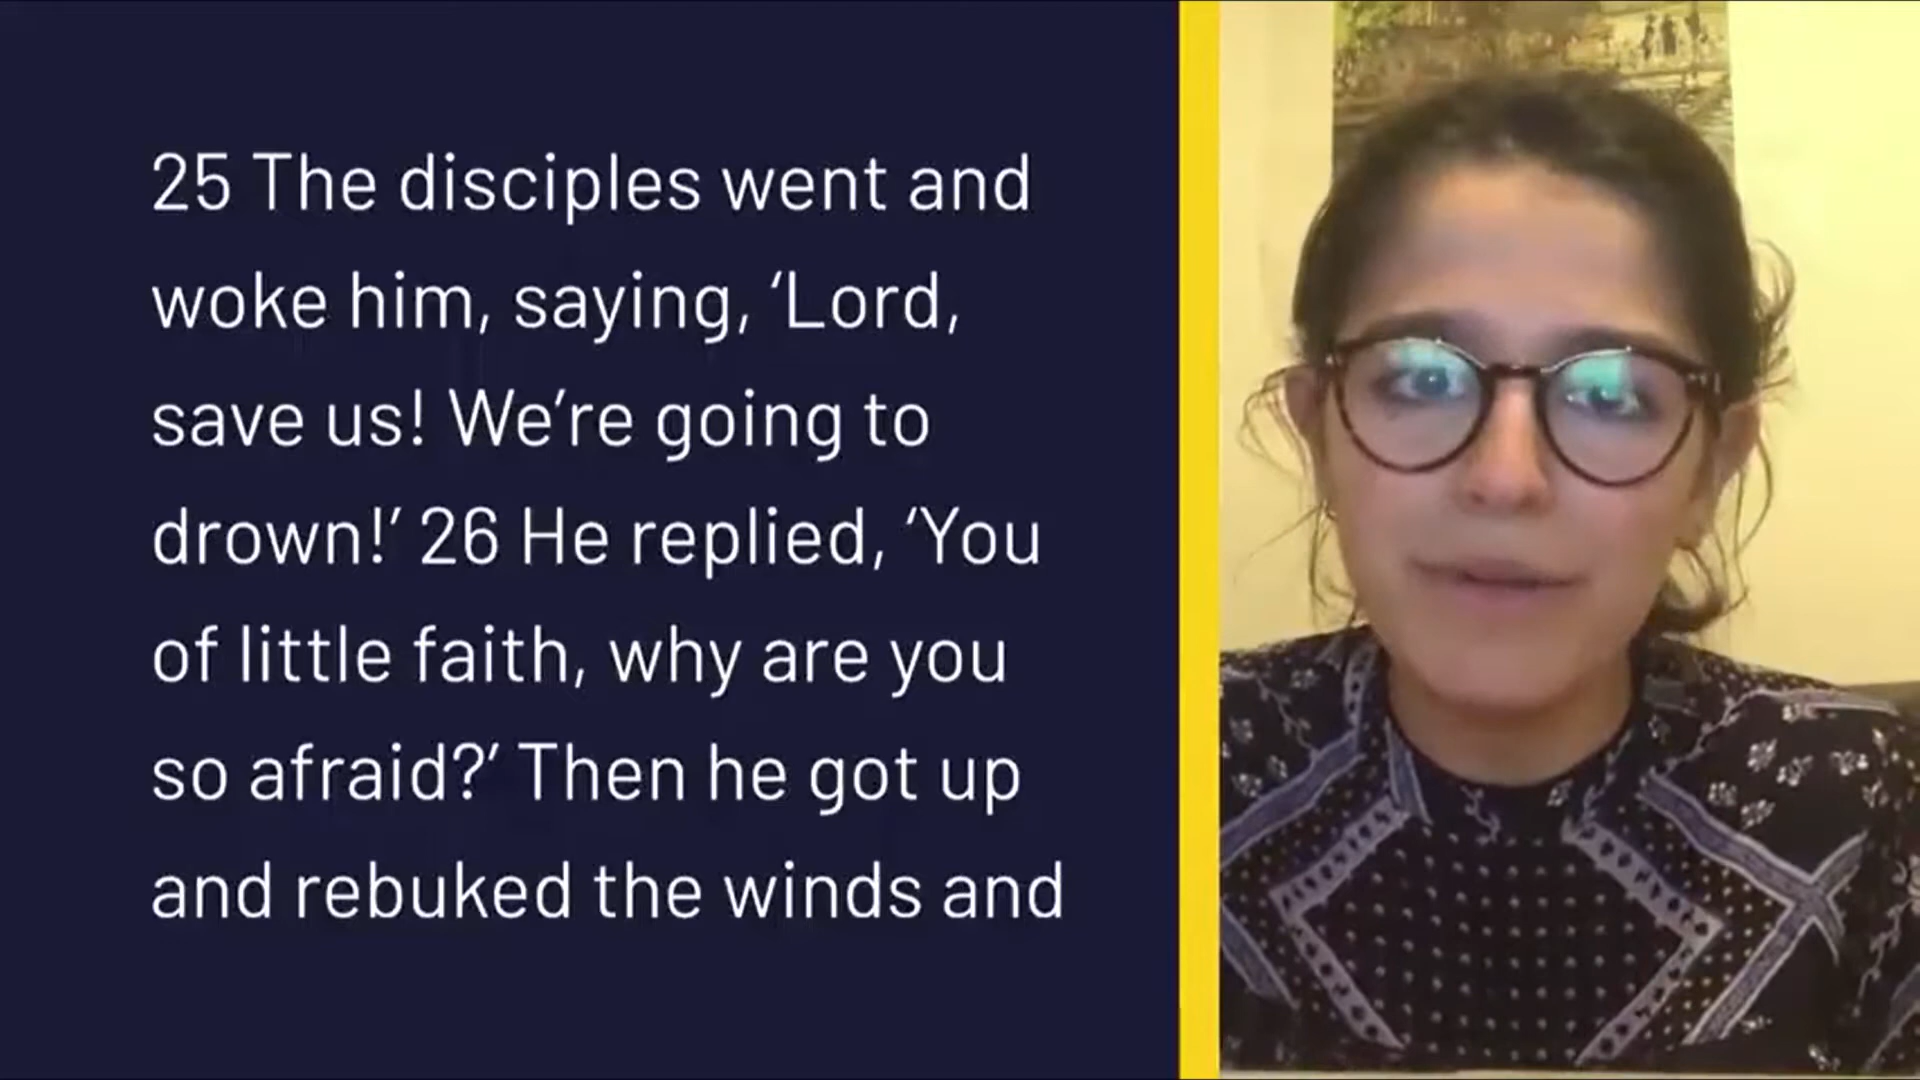 25 The disciples went and
woke him, saying, ‘Lord,
save us! We’re going to
drown!’ 26 He replied, ‘You
of little faith, why are you
so afraid?’ Then he got up
and rebuked the winds and